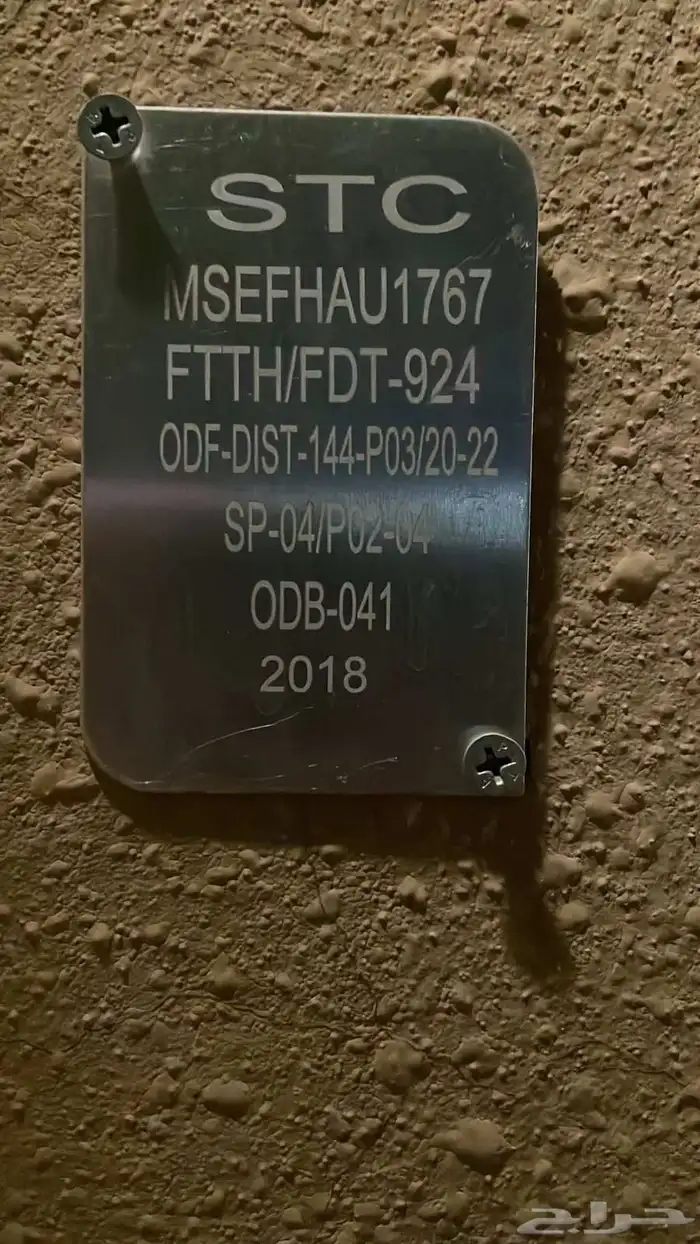 STC
MSEFHAU1767
FTTH/FDT-924
ODF-DIST-144-P03/20-22
SP-04/P02-04
ODB-041
2018
حراج